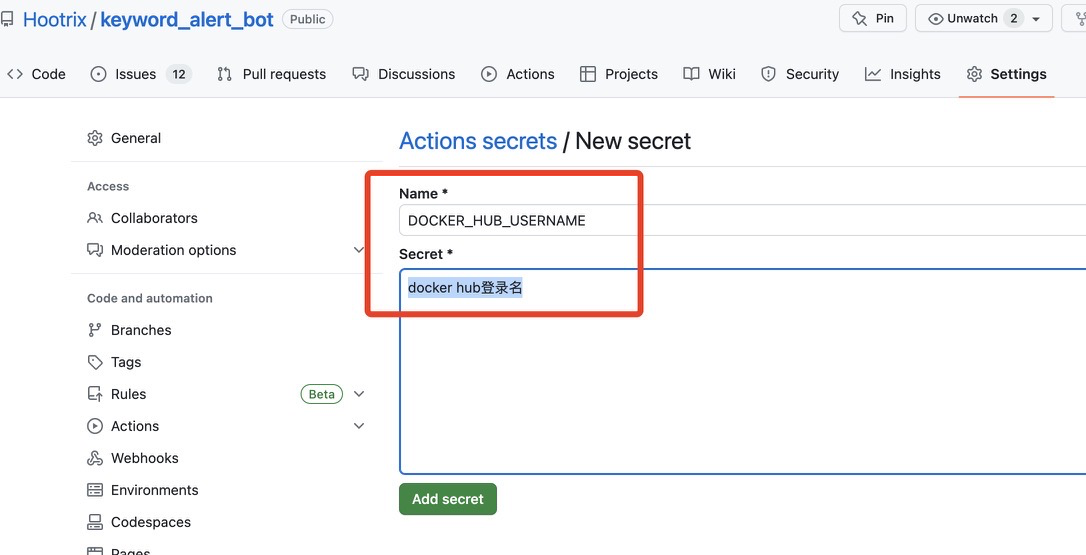 Hootrix / keyword_alert_bot Public
Pin
Unwatch 2
Code
Issues 12
Pull requests
Discussions
Actions
Projects
Wiki
Security
Insights
Settings
General
Access
Collaborators
Moderation options
Code and automation
Branches
Tags
Rules Beta
Actions
Webhooks
Environments
Codespaces
Pages
Actions secrets / New secret
Name *
DOCKER_HUB_USERNAME
Secret *
docker hub登录名
Add secret